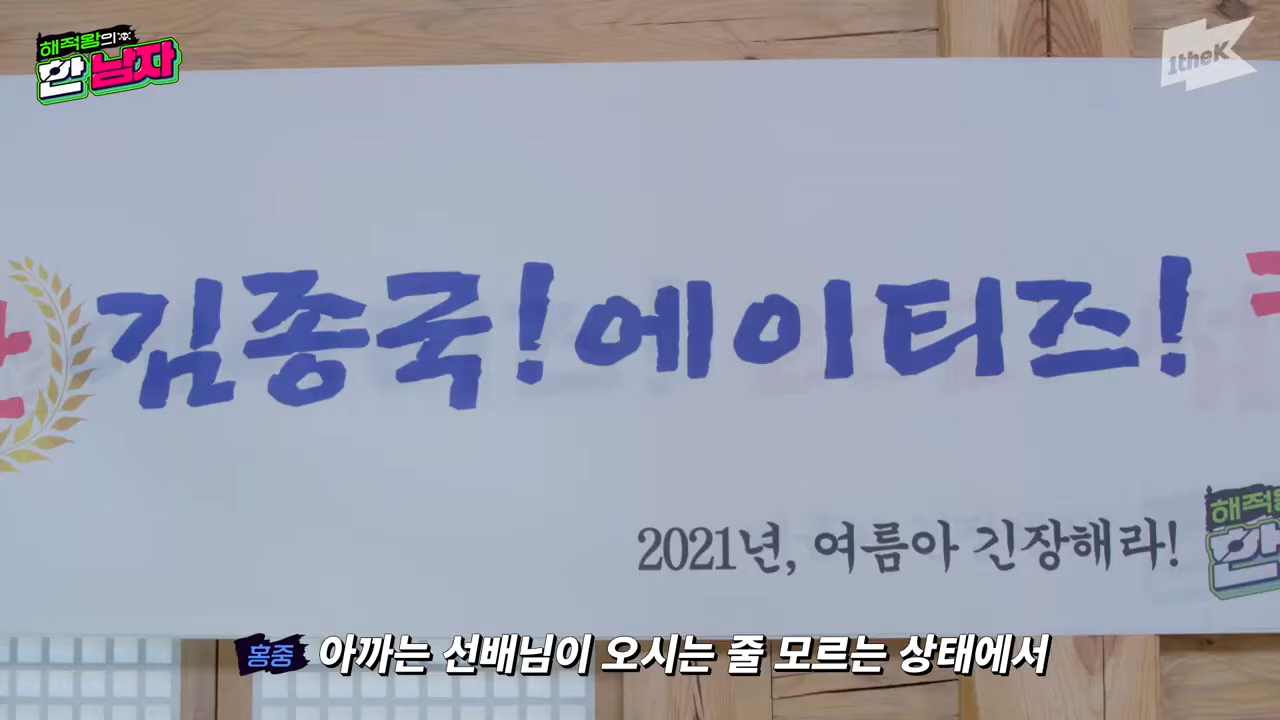 해적왕의
한 남자
1theK
김종국! 에이티즈!
2021년, 여름아 긴장해라!
해적왕
한
홍중 아까는 선배님이 오시는 줄 모르는 상태에서